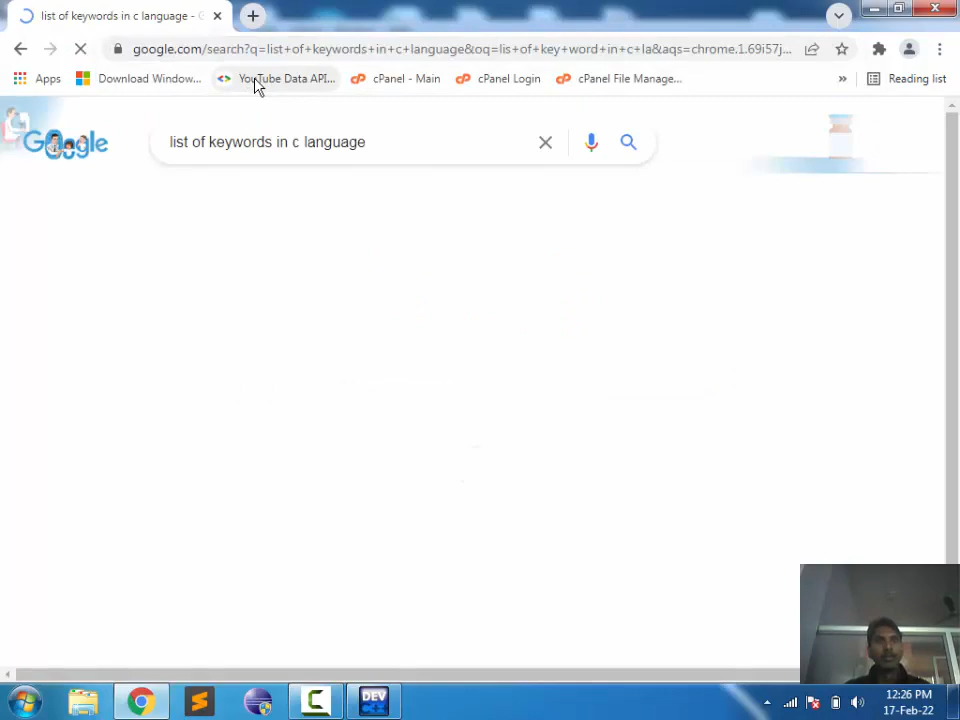 list of keywords in c language - G
google.com/search?q=list+of+keywords+in+c+language&oq=lis+of+key+word+in+c+la&aqs=chrome.1.69i57j...
Apps Download Window... YouTube Data API... cPanel - Main cPanel Login cPanel File Manage... » Reading list
Google
list of keywords in c language
DEV
12:26 PM
17-Feb-22